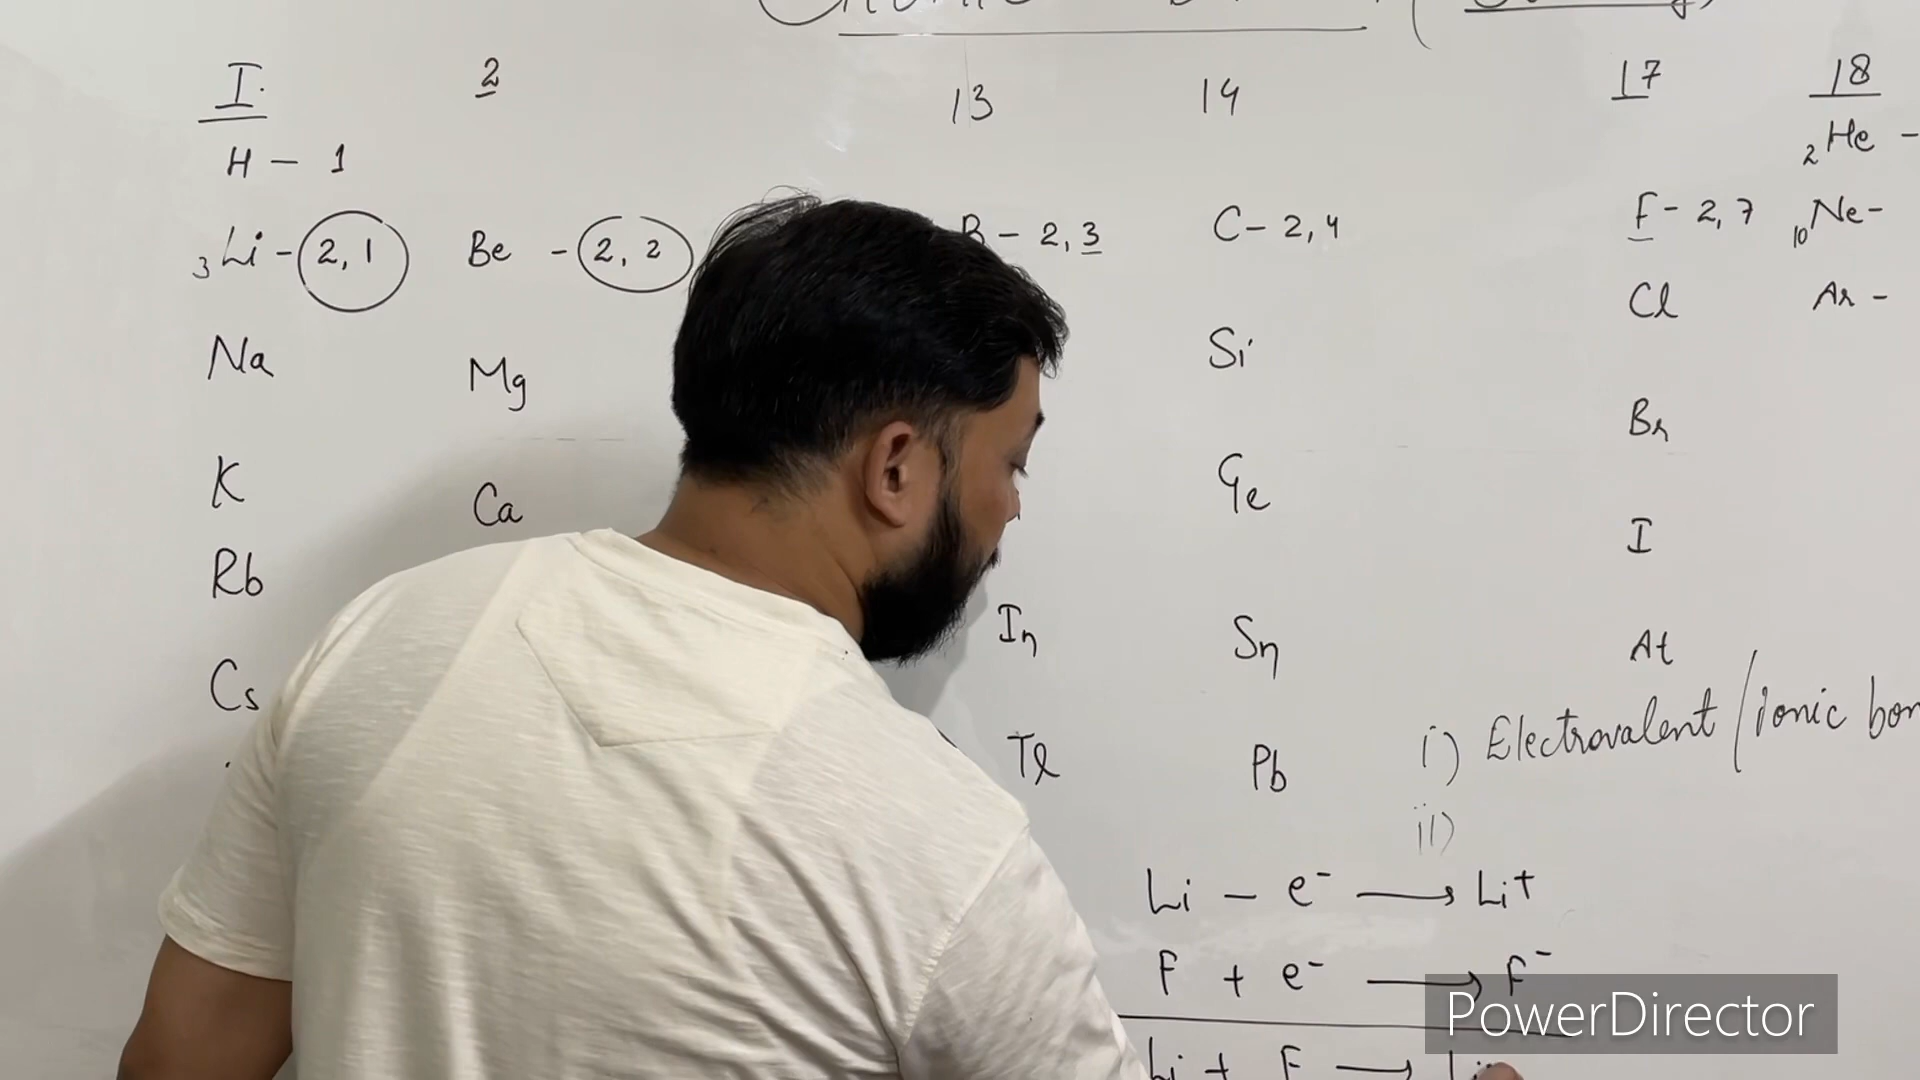 I. 2 13 14 17 18
H - 1 2He -
3Li - 2, 1 Be - 2, 2 B - 2, 3 C - 2, 4 F - 2, 7 10Ne -
Cl Ar -
Na Mg Si
Br
K Ca Ge
I
Rb In Sn At
Cs
i) Electrovalent / ionic
Tl Pb
ii)
Li - e⁻ → Li⁺
F + e⁻ → F⁻
Li + F →
PowerDirector